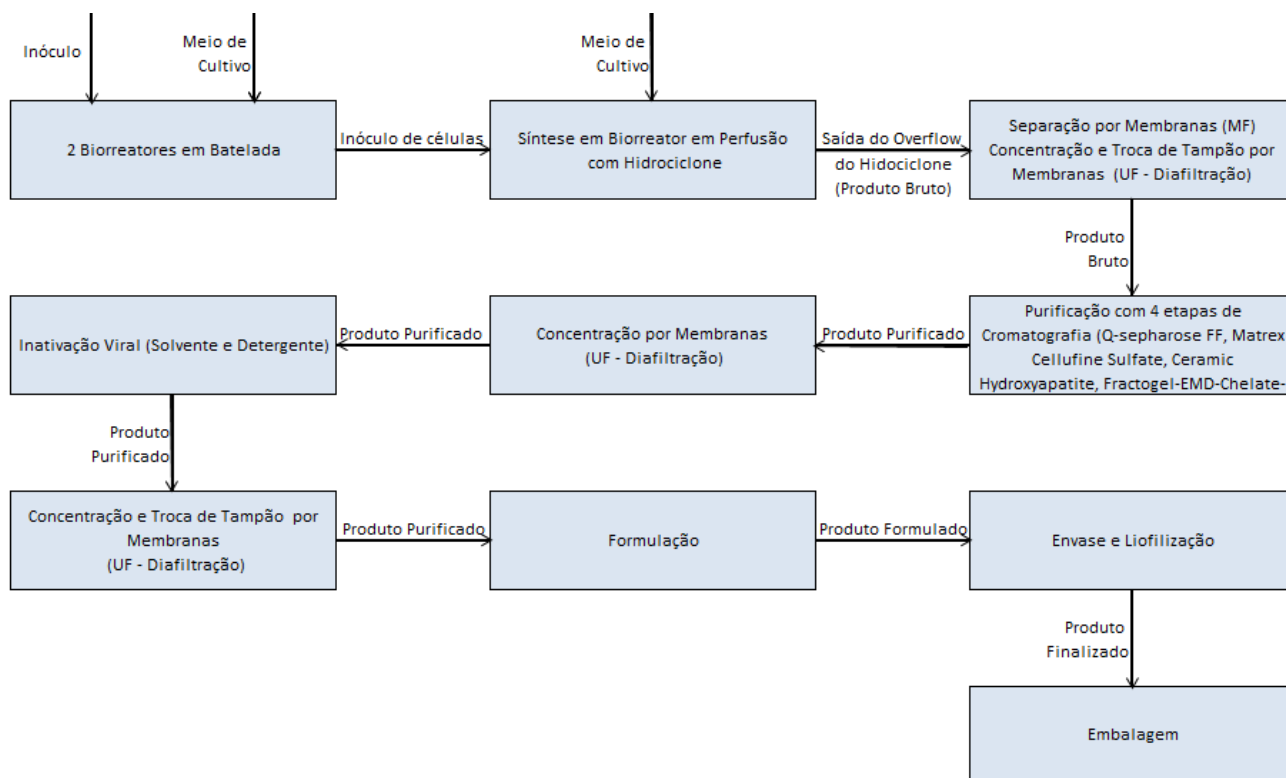 Inóculo
Meio de
Cultivo
Meio de
Cultivo
2 Biorreatores em Batelada
Inóculo de células
Síntese em Biorreator em Perfusão
com Hidrociclone
Saída do Overflow
do Hidociclone
(Produto Bruto)
Separação por Membranas (MF)
Concentração e Troca de Tampão por
Membranas (UF - Diafiltração)
Produto
Bruto
Inativação Viral (Solvente e Detergente)
Produto Purificado
Concentração por Membranas
(UF - Diafiltração)
Produto Purificado
Purificação com 4 etapas de
Cromatografia (Q-sepharose FF, Matrex
Cellufine Sulfate, Ceramic
Hydroxyapatite, Fractogel-EMD-Chelate-
Produto
Purificado
Concentração e Troca de Tampão por
Membranas
(UF - Diafiltração)
Produto Purificado
Formulação
Produto Formulado
Envase e Liofilização
Produto
Finalizado
Embalagem